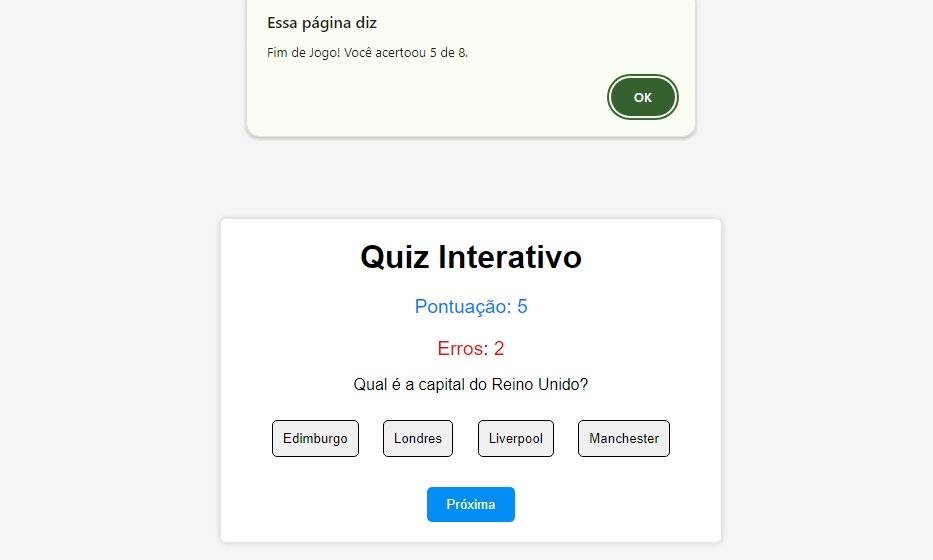 Essa página diz
Fim de Jogo! Você acertoou 5 de 8.
OK
Quiz Interativo
Pontuação: 5
Erros: 2
Qual é a capital do Reino Unido?
Edimburgo Londres Liverpool Manchester
Próxima